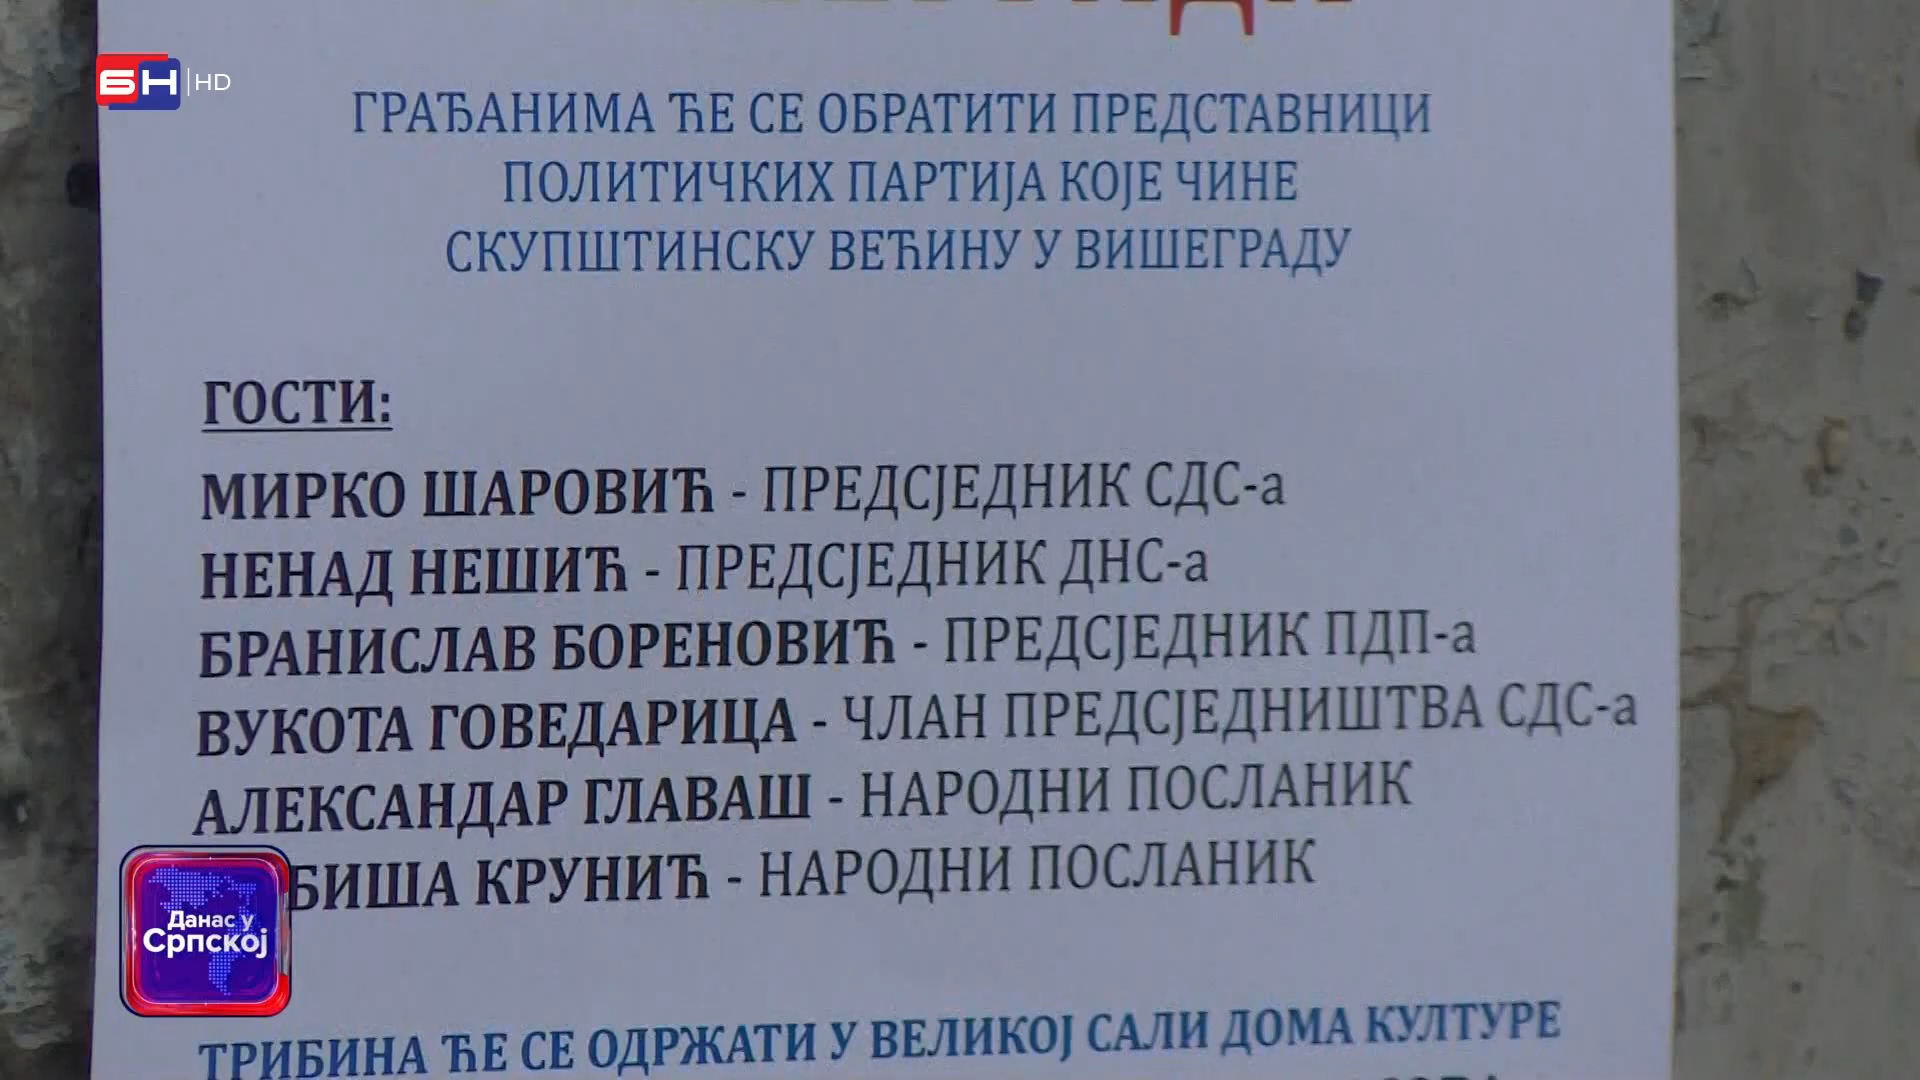 БН HD
ГРАЂАНИМА ЋЕ СЕ ОБРАТИТИ ПРЕДСТАВНИЦИ
ПОЛИТИЧКИХ ПАРТИЈА КОЈЕ ЧИНЕ
СКУПШТИНСКУ ВЕЋИНУ У ВИШЕГРАДУ
ГОСТИ:
МИРКО ШАРОВИЋ - ПРЕДСЈЕДНИК СДС-а
НЕНАД НЕШИЋ - ПРЕДСЈЕДНИК ДНС-а
БРАНИСЛАВ БОРЕНОВИЋ - ПРЕДСЈЕДНИК ПДП-а
ВУКОТА ГОВЕДАРИЦА - ЧЛАН ПРЕДСЈЕДНИШТВА СДС-а
АЛЕКСАНДАР ГЛАВАШ - НАРОДНИ ПОСЛАНИК
БИША КРУНИЋ - НАРОДНИ ПОСЛАНИК
Данас у
Српској
ТРИБИНА ЋЕ СЕ ОДРЖАТИ У ВЕЛИКОЈ САЛИ ДОМА КУЛТУРЕ